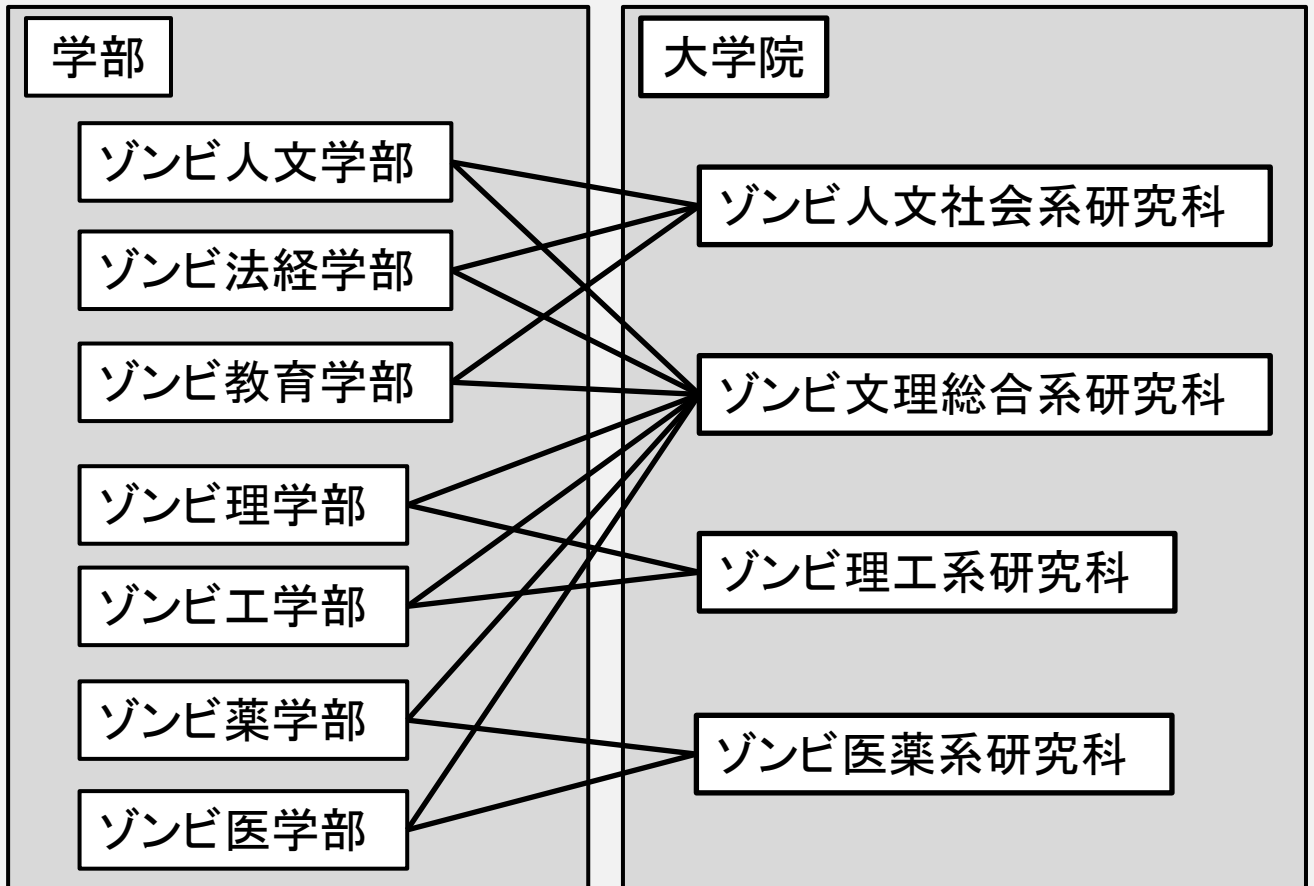 学部
ゾンビ人文学部
ゾンビ法経学部
ゾンビ教育学部
ゾンビ理学部
ゾンビ工学部
ゾンビ薬学部
ゾンビ医学部
大学院
ゾンビ人文社会系研究科
ゾンビ文理総合系研究科
ゾンビ理工系研究科
ゾンビ医薬系研究科